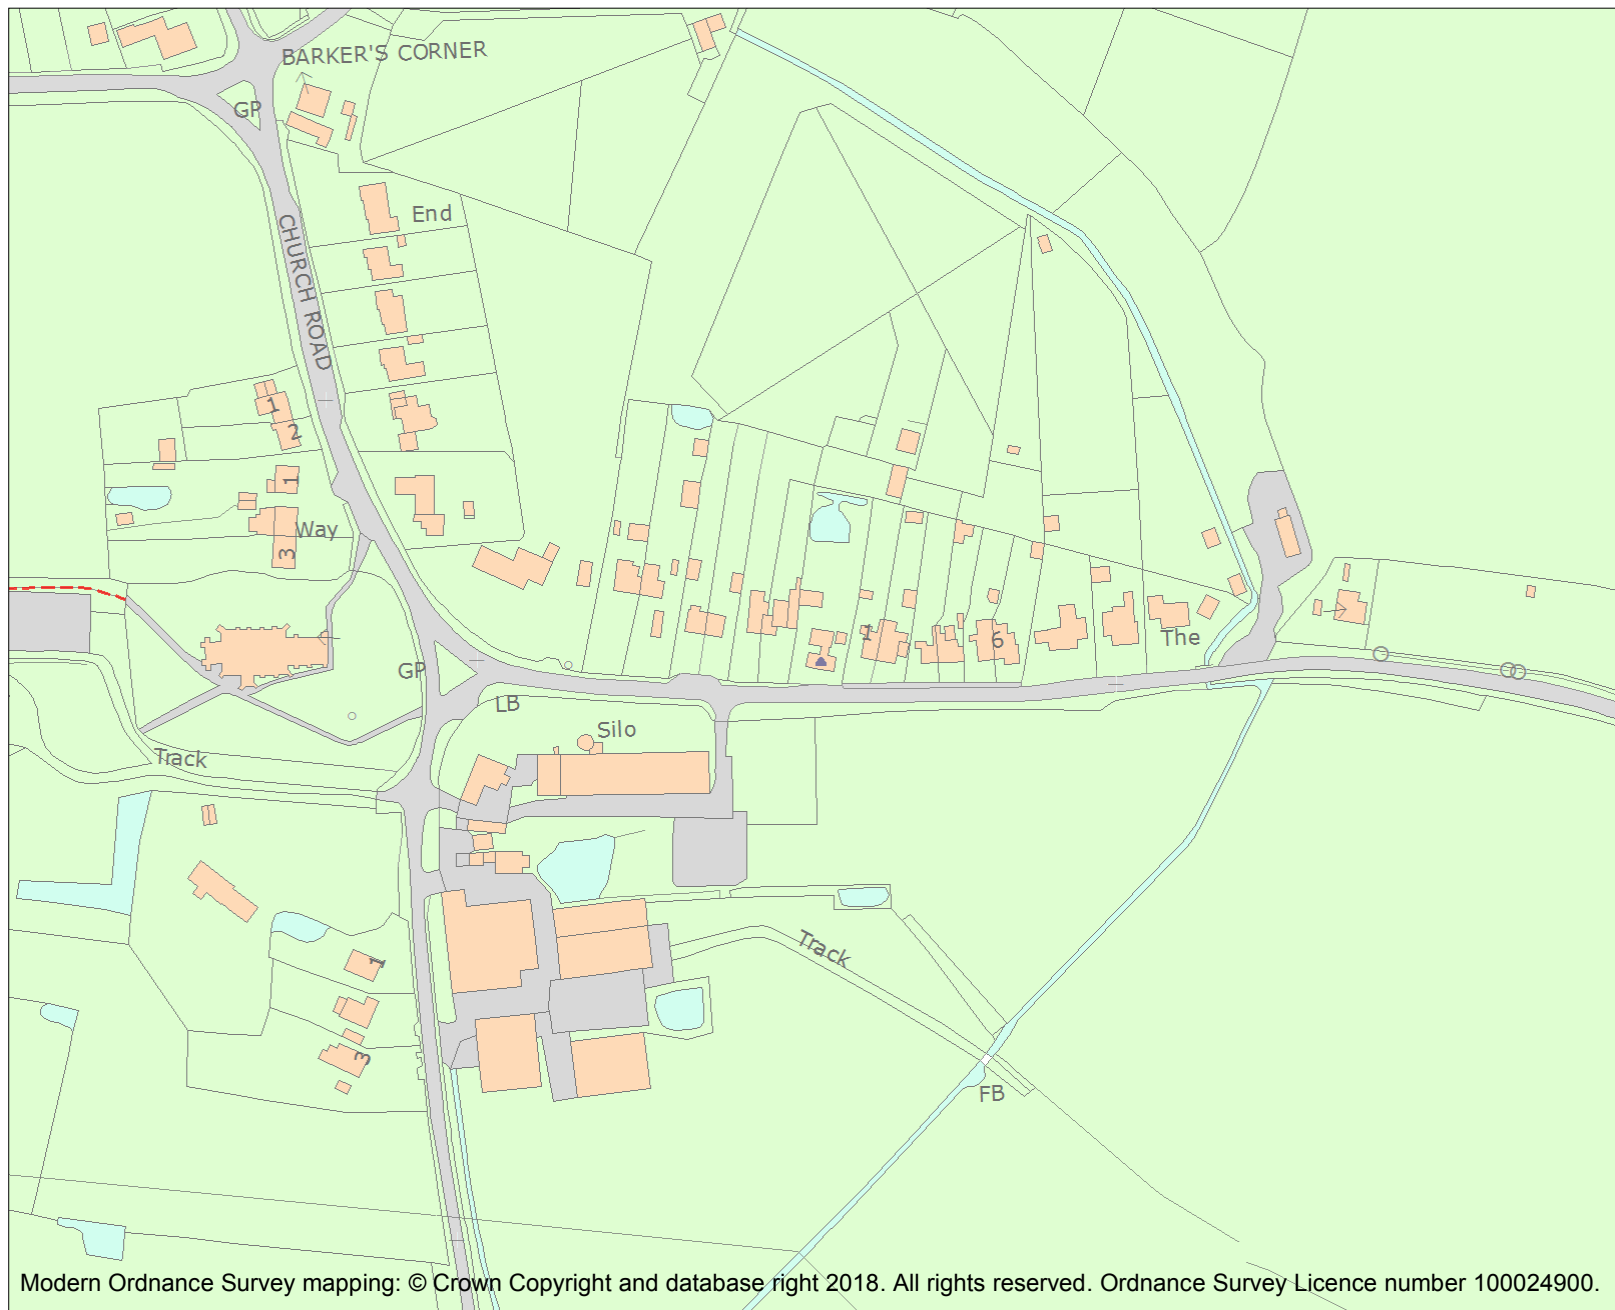 BARKER'S CORNER
GP
End
CHURCH ROAD
1
2
1
Way
3
1
6
The
GP
LB
Silo
Track
Track
1
3
FB
Modern Ordnance Survey mapping: © Crown Copyright and database right 2018. All rights reserved. Ordnance Survey Licence number 100024900.